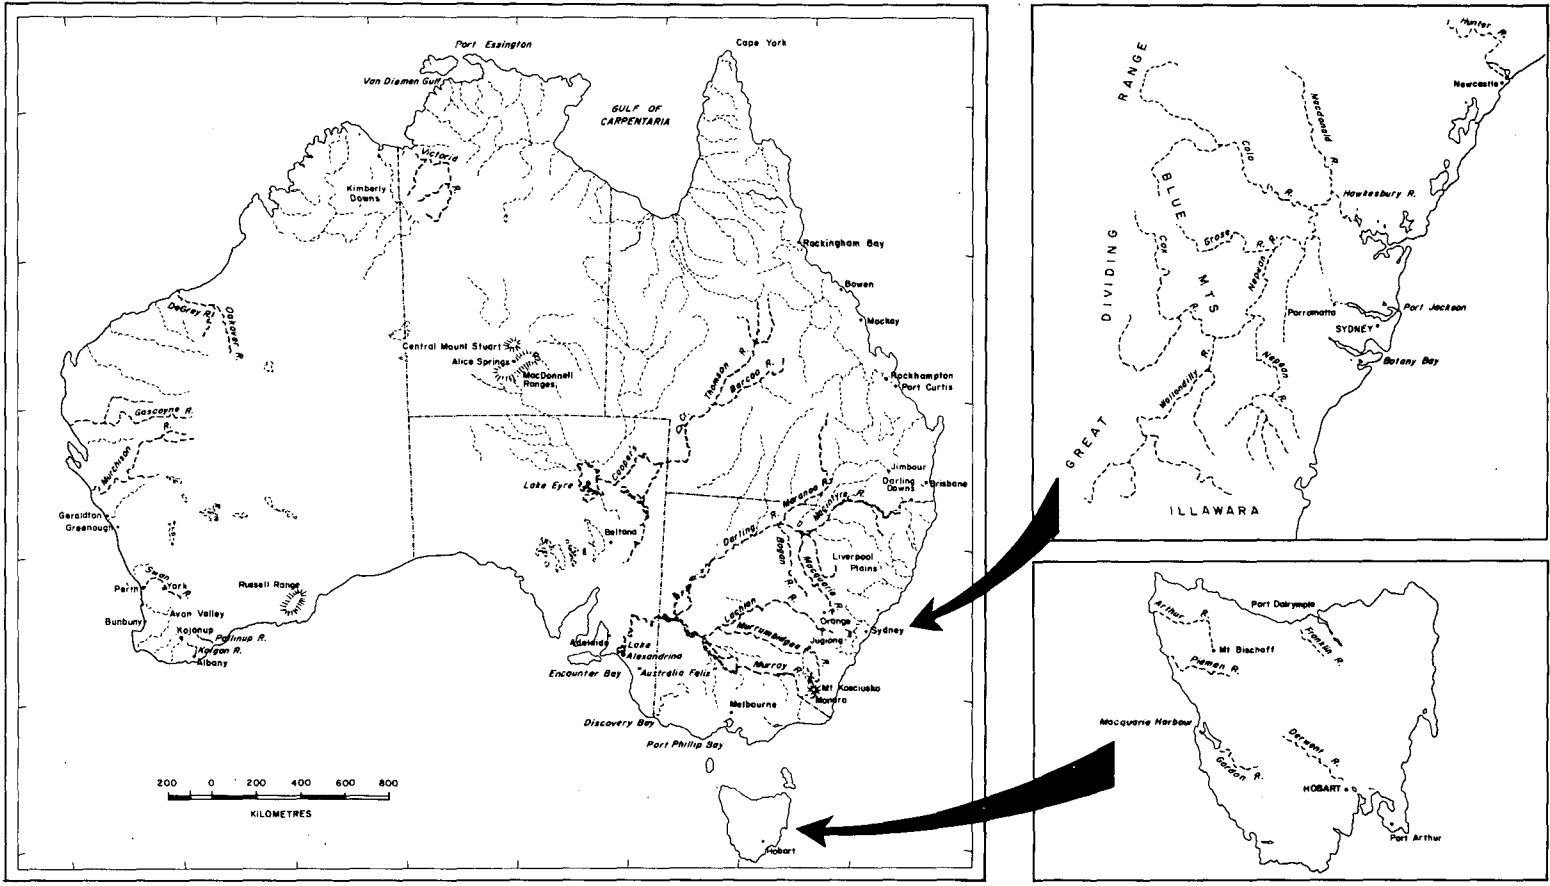 Port Essington
Cape York
Van Diemen Gulf
GULF OF
CARPENTARIA
Victoria
R.
Kimberly
Downs
Rockingham Bay
Bowen
Mackay
DeGrey R.
Oakover R.
Central Mount Stuart
Alice Springs
MacDonnell
Ranges
Thomson R.
Barcoo R.
Rockhampton
Port Curtis
Gascoyne R.
Murchison R.
Cooper's
Lake Eyre
Jimbour
Darling
Downs
Brisbane
Maranoa R.
Macintyre R.
Geraldton
Greenough
Beltana
Darling R.
Bogan R.
Macquarie R.
Liverpool
Plains
Swan R.
Perth
York
Russell Range
Avon Valley
Bunbury
Kojonup
Pallinup R.
Kalgan R.
Albany
Lachlan
Orange
Sydney
Murrumbidgee
Jugiong
Adelaide
Lake
Alexandrina
Encounter Bay
Australia Felix
Murray R.
Mt Kosciusko
Monaro
Melbourne
Discovery Bay
Port Phillip Bay
200 0 200 400 600 800
KILOMETRES
Hobart
Hunter R.
Newcastle
RANGE
Macdonald R.
Colo R.
Hawkesbury R.
BLUE
MTS
Grose R.
Cox
R.
Nepean R.
DIVIDING
Parramatta
Port Jackson
SYDNEY
Botany Bay
Nepean R.
Wollondilly R.
GREAT
ILLAWARA
Port Dalrymple
Arthur R.
Franklin R.
Mt Bischoff
Pieman R.
Macquarie Harbour
Gordon R.
Derwent R.
HOBART
Port Arthur